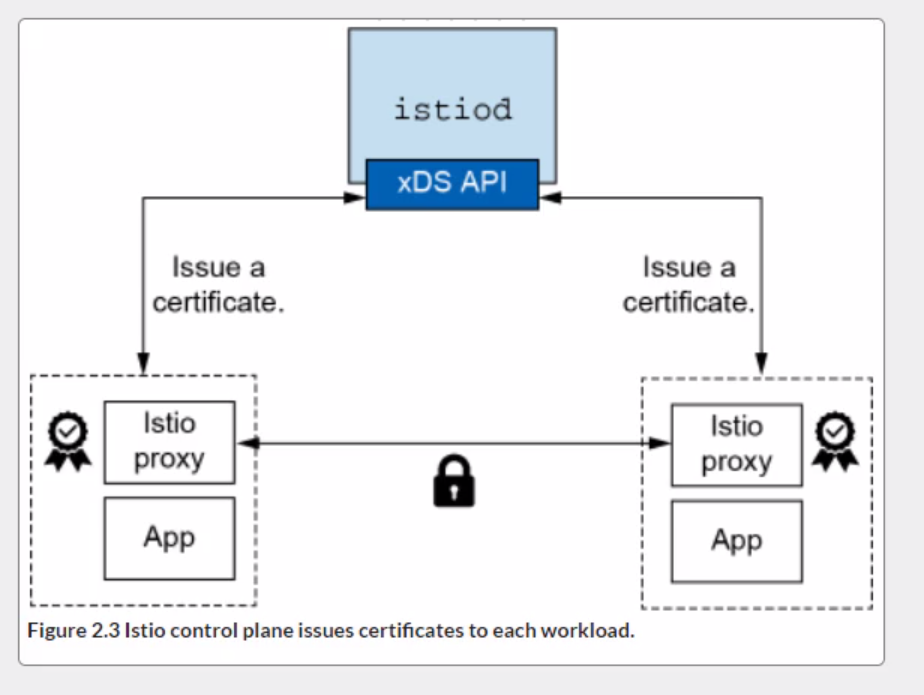 istiod
xDS API
Issue a
certificate.
Issue a
certificate.
Istio
proxy
App
Istio
proxy
App
Figure 2.3 Istio control plane issues certificates to each workload.